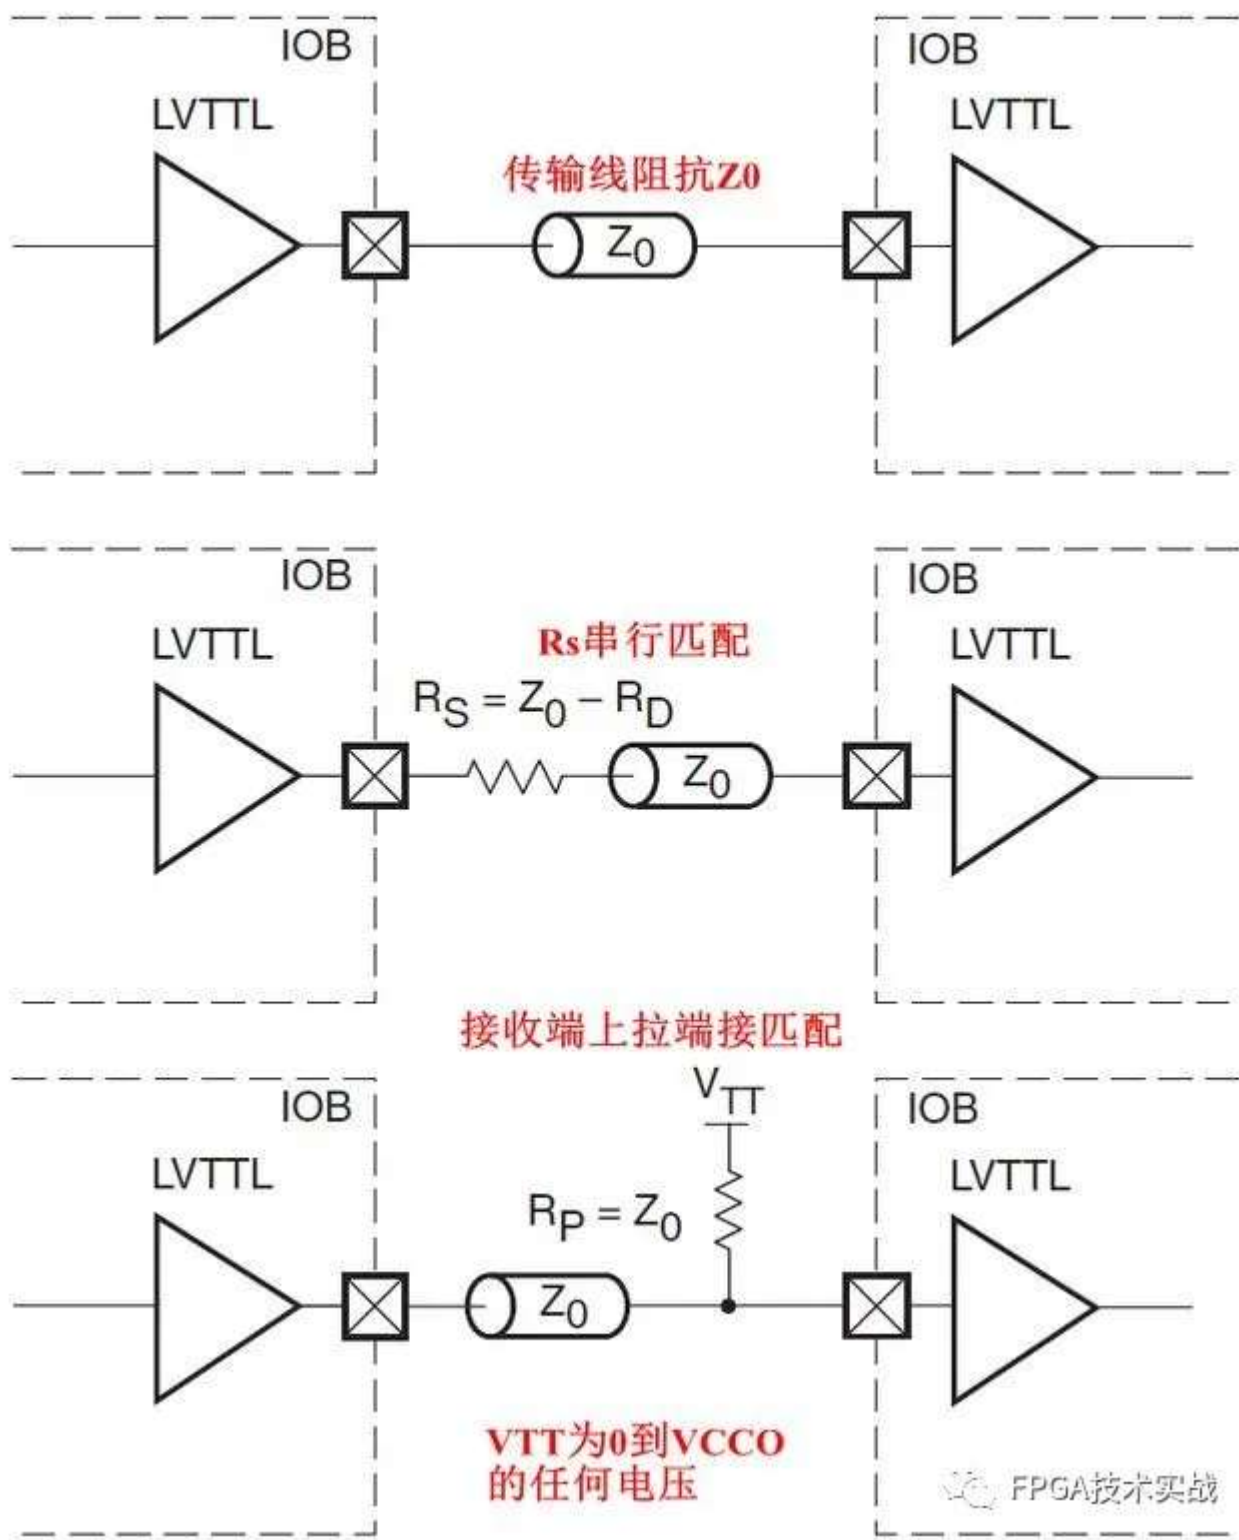 IOB
IOB
LVTTL
LVTTL
传输线阻抗Z0
Z0
IOB
IOB
LVTTL
LVTTL
Rs串行匹配
RS = Z0 − RD
Z0
接收端上拉端接匹配
VTT
IOB
IOB
LVTTL
LVTTL
RP = Z0
Z0
VTT为0到VCCO
的任何电压
FPGA技术实战